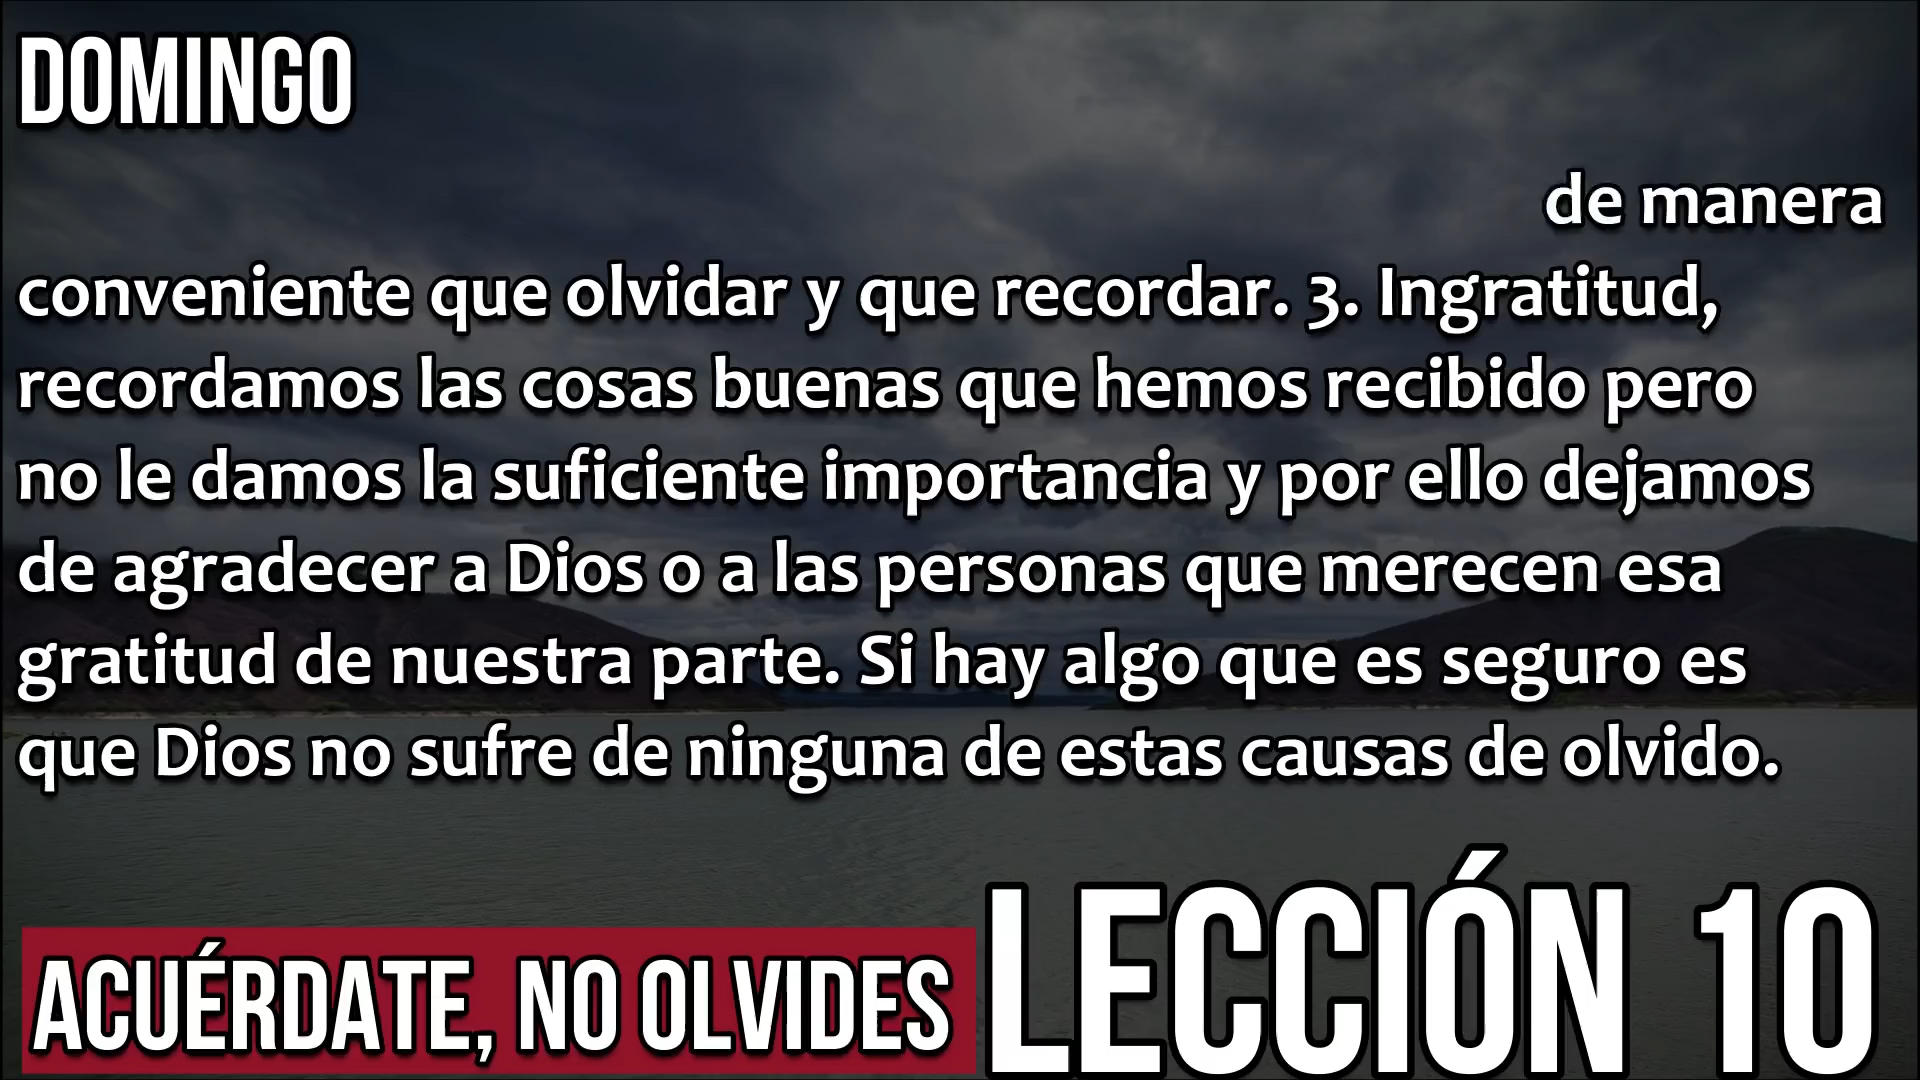 DOMINGO
de manera
conveniente que olvidar y que recordar. 3. Ingratitud,
recordamos las cosas buenas que hemos recibido pero
no le damos la suficiente importancia y por ello dejamos
de agradecer a Dios o a las personas que merecen esa
gratitud de nuestra parte. Si hay algo que es seguro es
que Dios no sufre de ninguna de estas causas de olvido.
ACUÉRDATE, NO OLVIDES
LECCIÓN 10